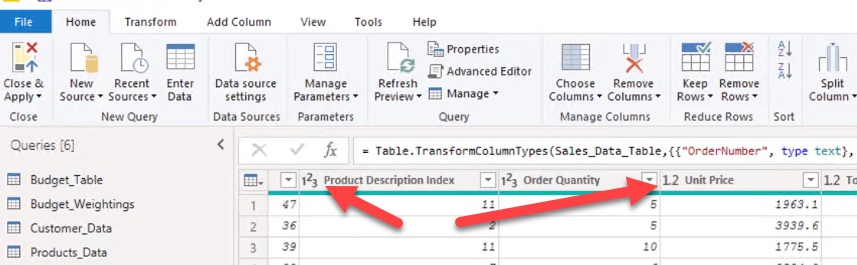 File Home Transform Add Column View Tools Help
Close & Apply New Source Recent Sources Enter Data Data source settings Manage Parameters Refresh Preview Properties Advanced Editor Manage Choose Columns Remove Columns Keep Rows Remove Rows Split Column
Close New Query Data Sources Parameters Query Manage Columns Reduce Rows Sort
Queries [6] fx = Table.TransformColumnTypes(Sales_Data_Table,{{"OrderNumber", type text},
Budget_Table 123 Product Description Index 123 Order Quantity 1.2 Unit Price 1.2 To
Budget_Weightings 1 47 11 5 1963.1
Customer_Data 2 36 2 5 3939.6
Products_Data 3 39 11 10 1775.5